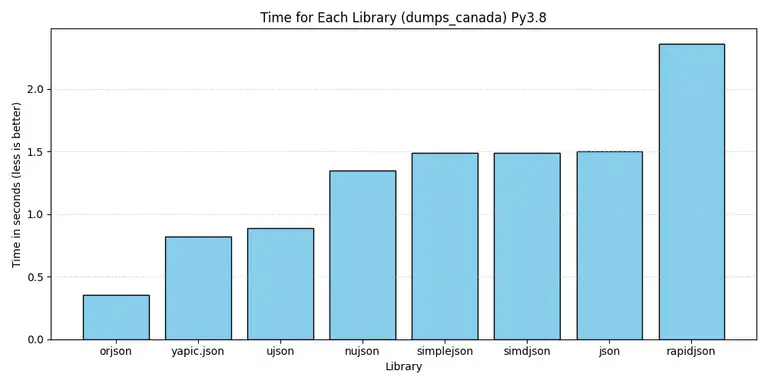 Time for Each Library (dumps_canada) Py3.8
Time in seconds (less is better)
2.0
1.5
1.0
0.5
0.0
orjson
yapic.json
ujson
nujson
simplejson
simdjson
json
rapidjson
Library